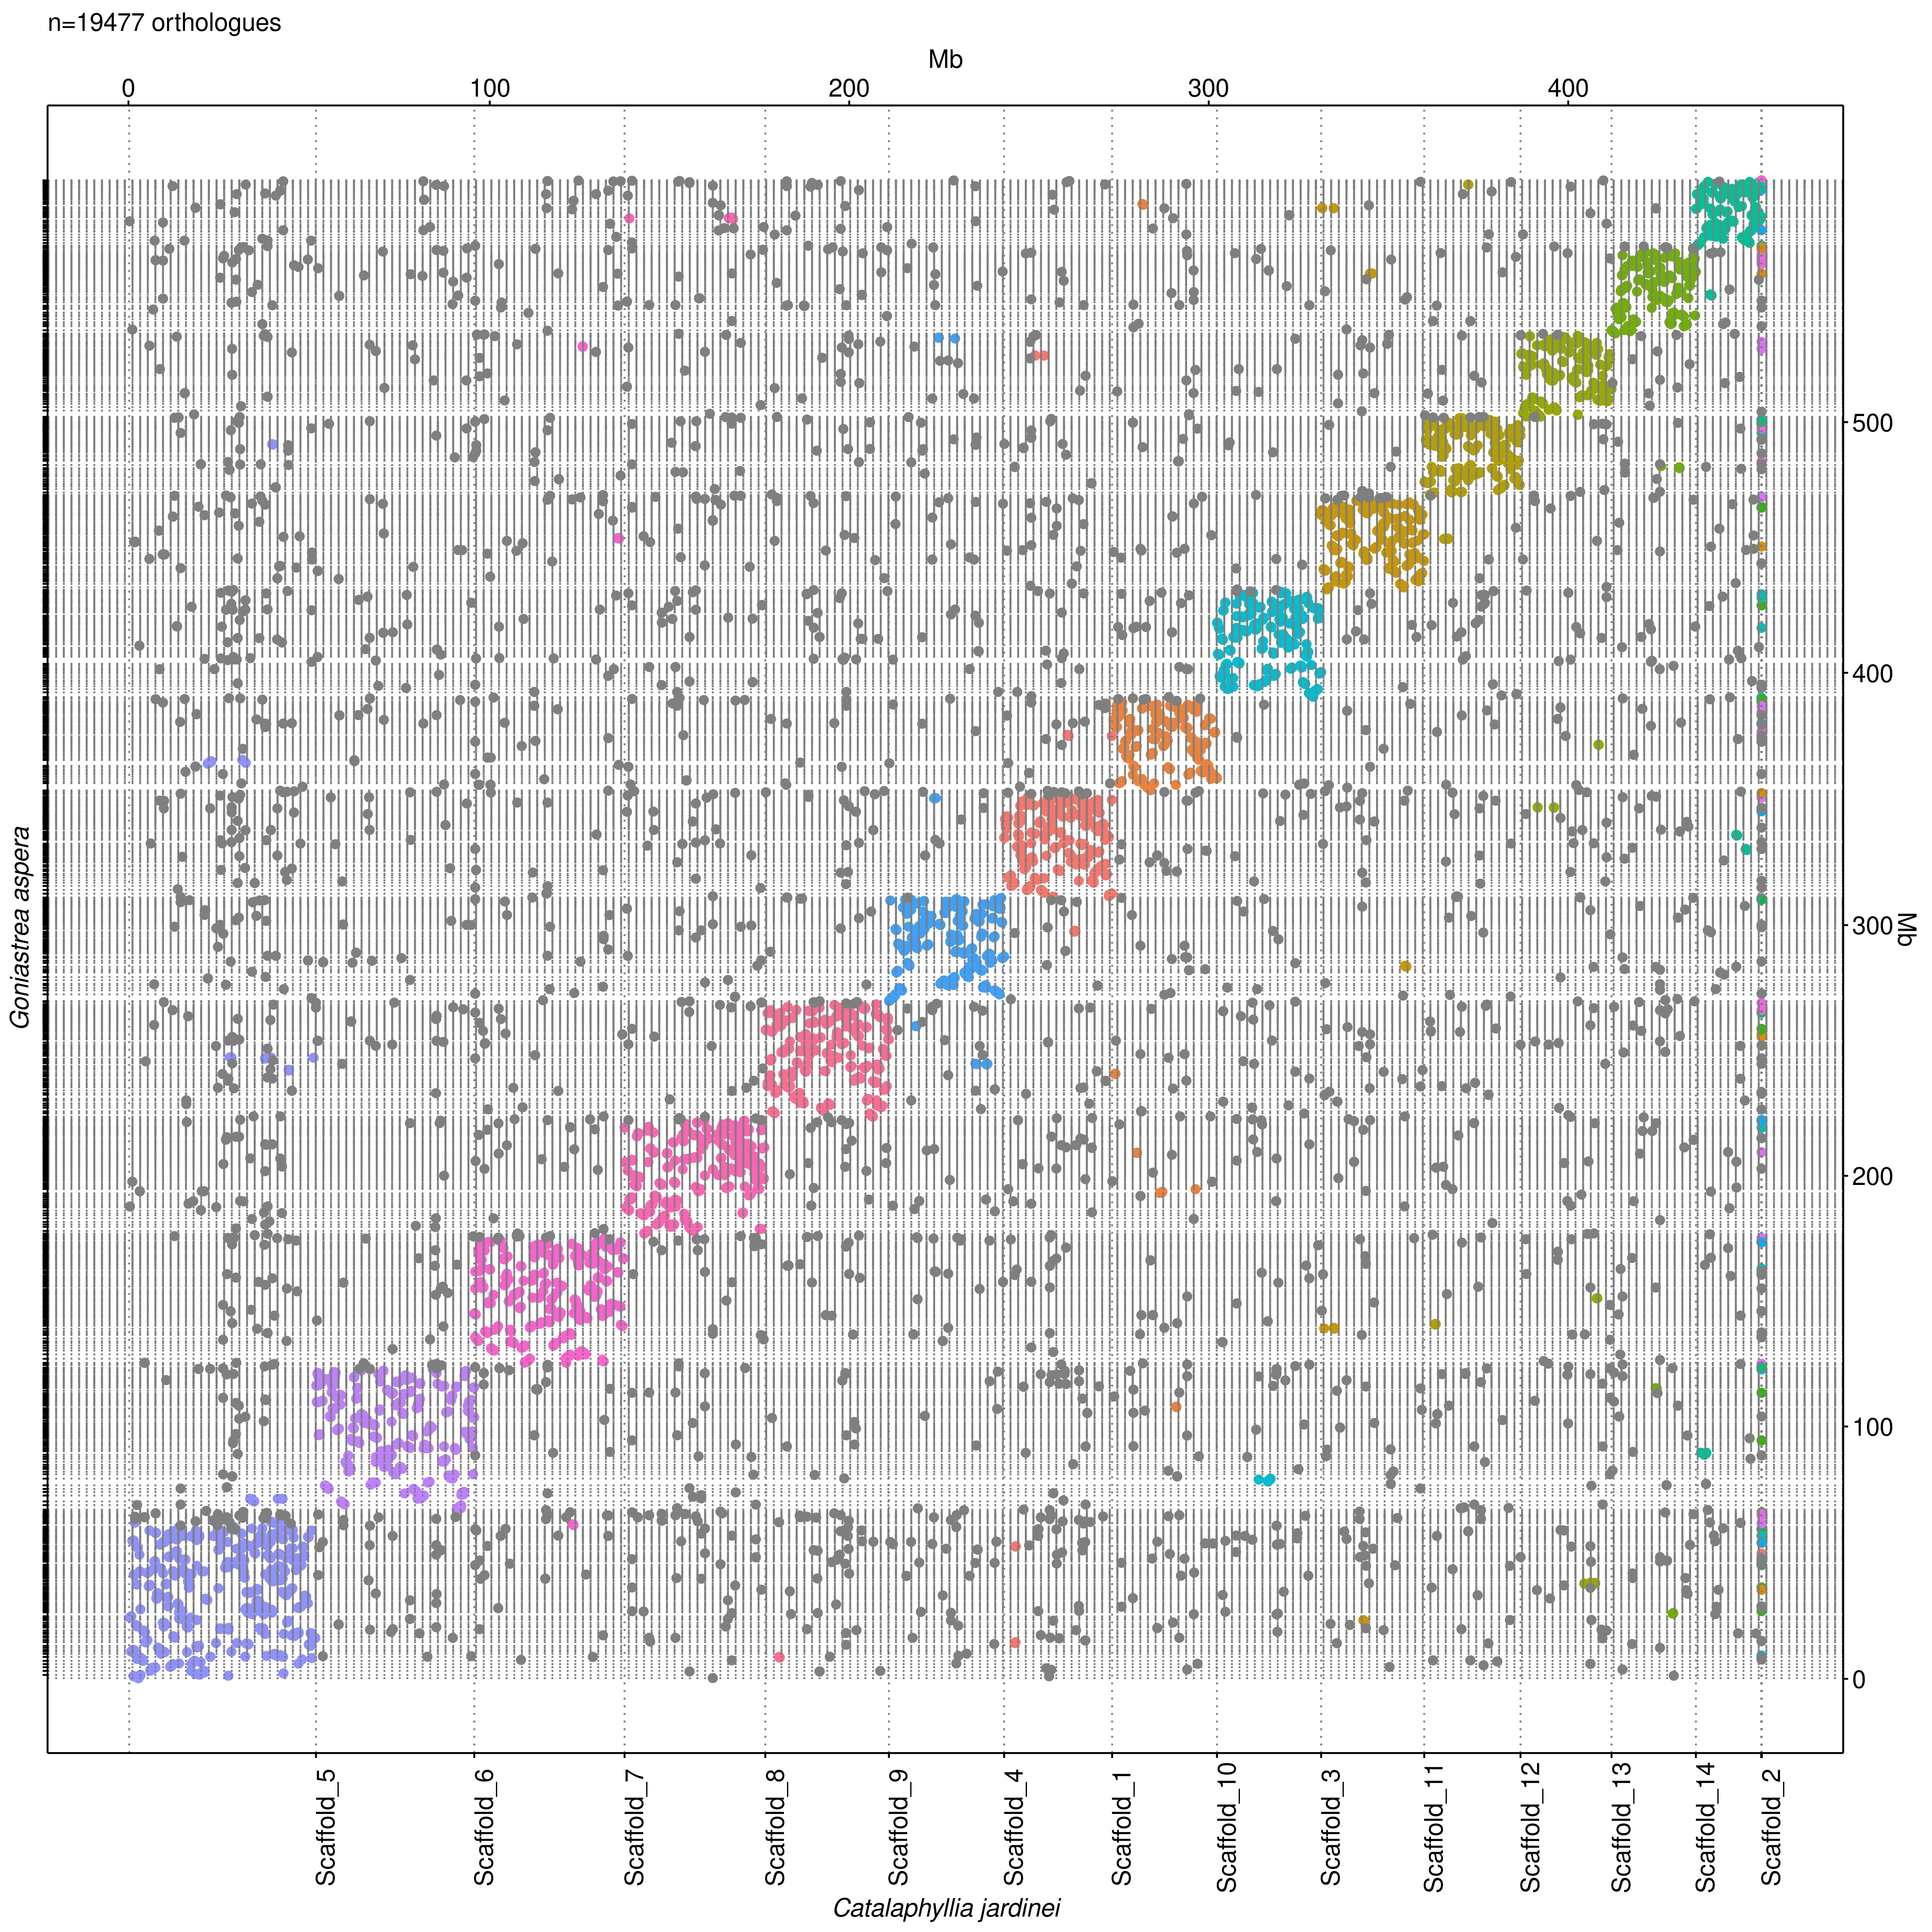 n=19477 orthologues
Mb
0 100 200 300 400
500
400
300
200
100
0
Mb
Goniastrea aspera
Scaffold_5
Scaffold_6
Scaffold_7
Scaffold_8
Scaffold_9
Scaffold_4
Scaffold_1
Scaffold_10
Scaffold_3
Scaffold_11
Scaffold_12
Scaffold_13
Scaffold_14
Scaffold_2
Catalaphyllia jardinei